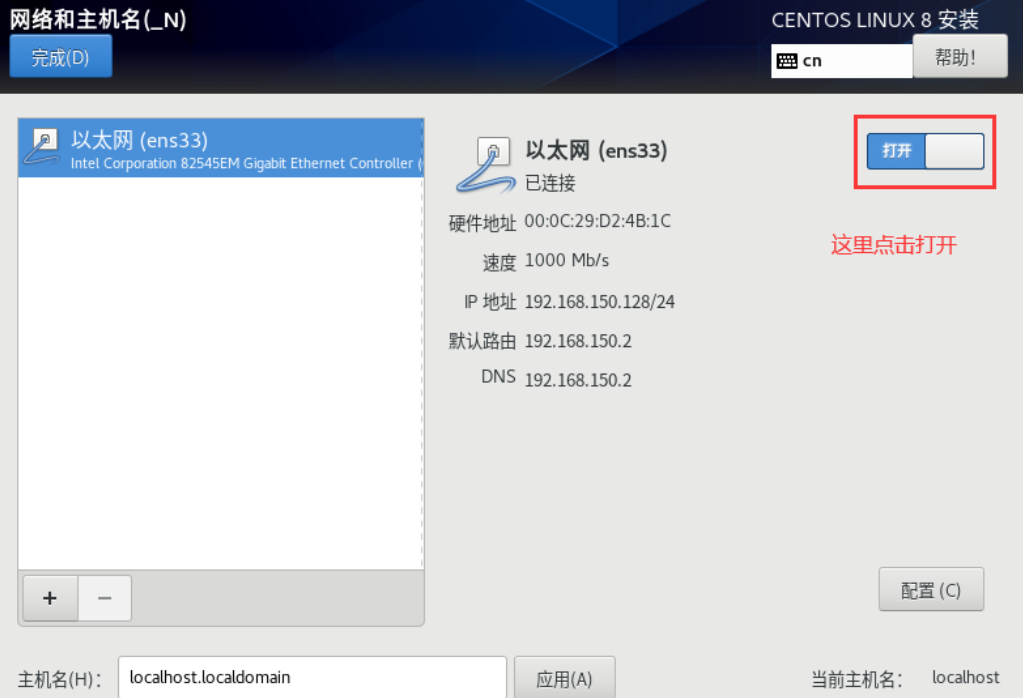 网络和主机名(_N)
CENTOS LINUX 8 安装
完成(D)
cn
帮助!
以太网 (ens33)
Intel Corporation 82545EM Gigabit Ethernet Controller (
以太网 (ens33)
已连接
打开
这里点击打开
硬件地址 00:0C:29:D2:4B:1C
速度 1000 Mb/s
IP 地址 192.168.150.128/24
默认路由 192.168.150.2
DNS 192.168.150.2
+
−
配置 (C)
主机名(H)：
localhost.localdomain
应用(A)
当前主机名：
localhost